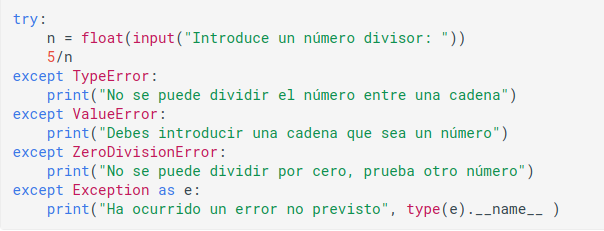 try:
    n = float(input("Introduce un número divisor: "))
    5/n
except TypeError:
    print("No se puede dividir el número entre una cadena")
except ValueError:
    print("Debes introducir una cadena que sea un número")
except ZeroDivisionError:
    print("No se puede dividir por cero, prueba otro número")
except Exception as e:
    print("Ha ocurrido un error no previsto", type(e).__name__ )